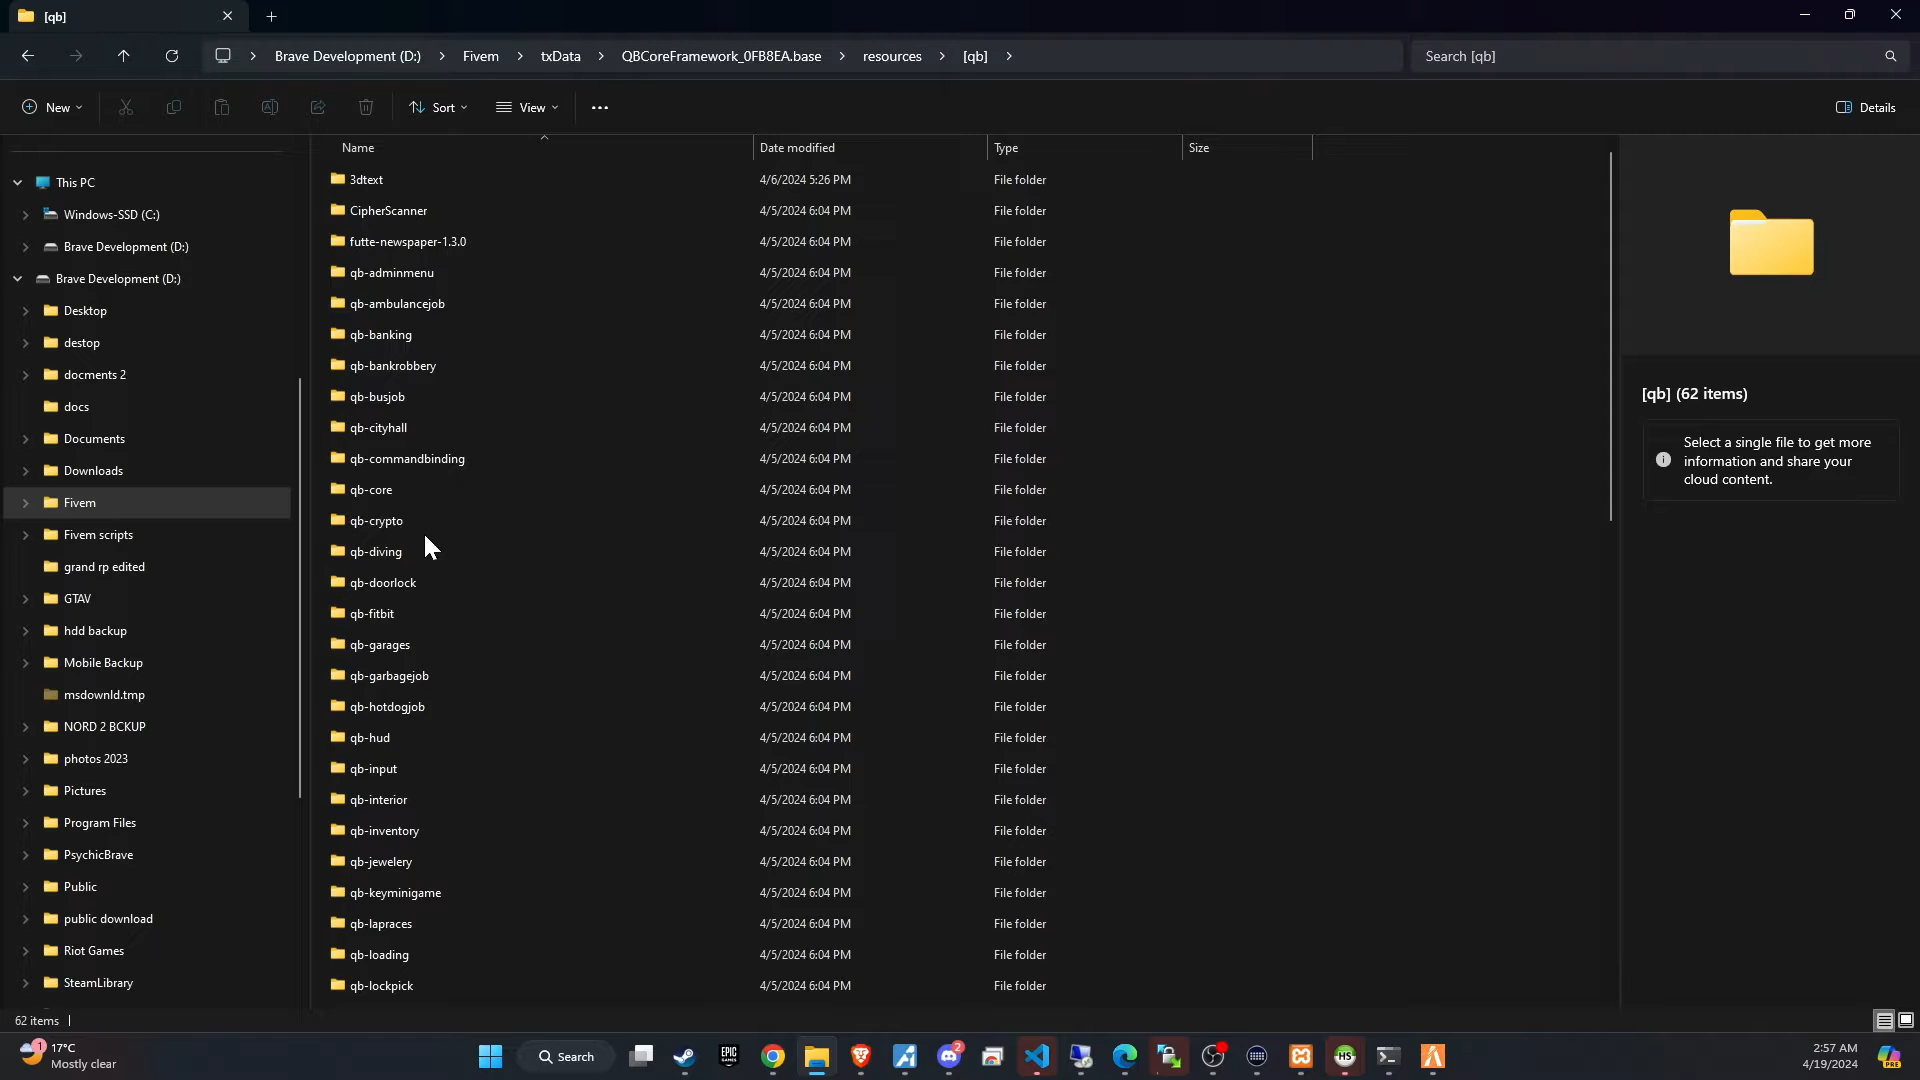 [qb]
Brave Development (D:) > Fivem > txData > QBCoreFramework_0FB8EA.base > resources > [qb] >
Search [qb]
New
Sort
View
Details
Name
Date modified
Type
Size
This PC
Windows-SSD (C:)
Brave Development (D:)
Brave Development (D:)
Desktop
destop
docments 2
docs
Documents
Downloads
Fivem
Fivem scripts
grand rp edited
GTAV
hdd backup
Mobile Backup
msdownld.tmp
NORD 2 BCKUP
photos 2023
Pictures
Program Files
PsychicBrave
Public
public download
Riot Games
SteamLibrary
3dtext 4/6/2024 5:26 PM File folder
CipherScanner 4/5/2024 6:04 PM File folder
futte-newspaper-1.3.0 4/5/2024 6:04 PM File folder
qb-adminmenu 4/5/2024 6:04 PM File folder
qb-ambulancejob 4/5/2024 6:04 PM File folder
qb-banking 4/5/2024 6:04 PM File folder
qb-bankrobbery 4/5/2024 6:04 PM File folder
qb-busjob 4/5/2024 6:04 PM File folder
qb-cityhall 4/5/2024 6:04 PM File folder
qb-commandbinding 4/5/2024 6:04 PM File folder
qb-core 4/5/2024 6:04 PM File folder
qb-crypto 4/5/2024 6:04 PM File folder
qb-diving 4/5/2024 6:04 PM File folder
qb-doorlock 4/5/2024 6:04 PM File folder
qb-fitbit 4/5/2024 6:04 PM File folder
qb-garages 4/5/2024 6:04 PM File folder
qb-garbagejob 4/5/2024 6:04 PM File folder
qb-hotdogjob 4/5/2024 6:04 PM File folder
qb-hud 4/5/2024 6:04 PM File folder
qb-input 4/5/2024 6:04 PM File folder
qb-interior 4/5/2024 6:04 PM File folder
qb-inventory 4/5/2024 6:04 PM File folder
qb-jewelery 4/5/2024 6:04 PM File folder
qb-keyminigame 4/5/2024 6:04 PM File folder
qb-lapraces 4/5/2024 6:04 PM File folder
qb-loading 4/5/2024 6:04 PM File folder
qb-lockpick 4/5/2024 6:04 PM File folder
[qb] (62 items)
Select a single file to get more
information and share your
cloud content.
62 items
1
17°C
Mostly clear
Search
EPIC
GAMES
2
HS
2:57 AM
4/19/2024
PRE